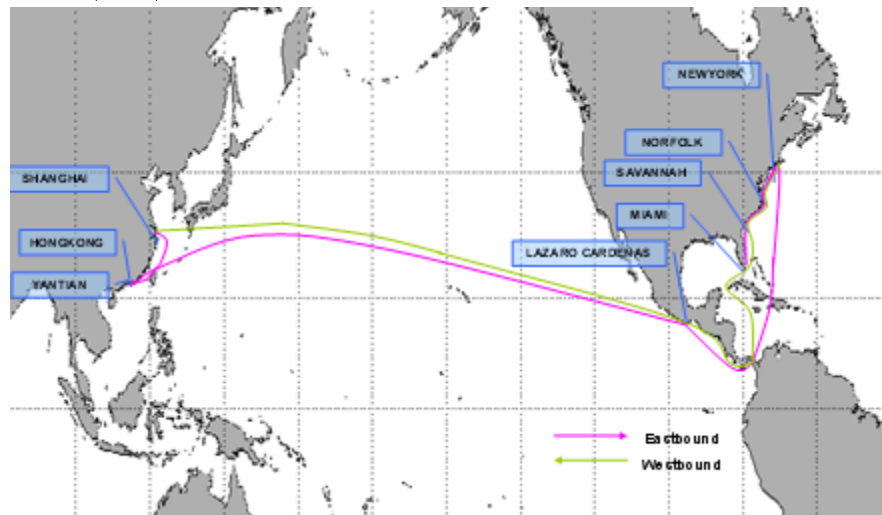 NEWYORK
NORFOLK
SAVANNAH
SHANGHAI
MIAMI
HONGKONG
LAZARO CARDENAS
YANTIAN
Eastbound
Westbound